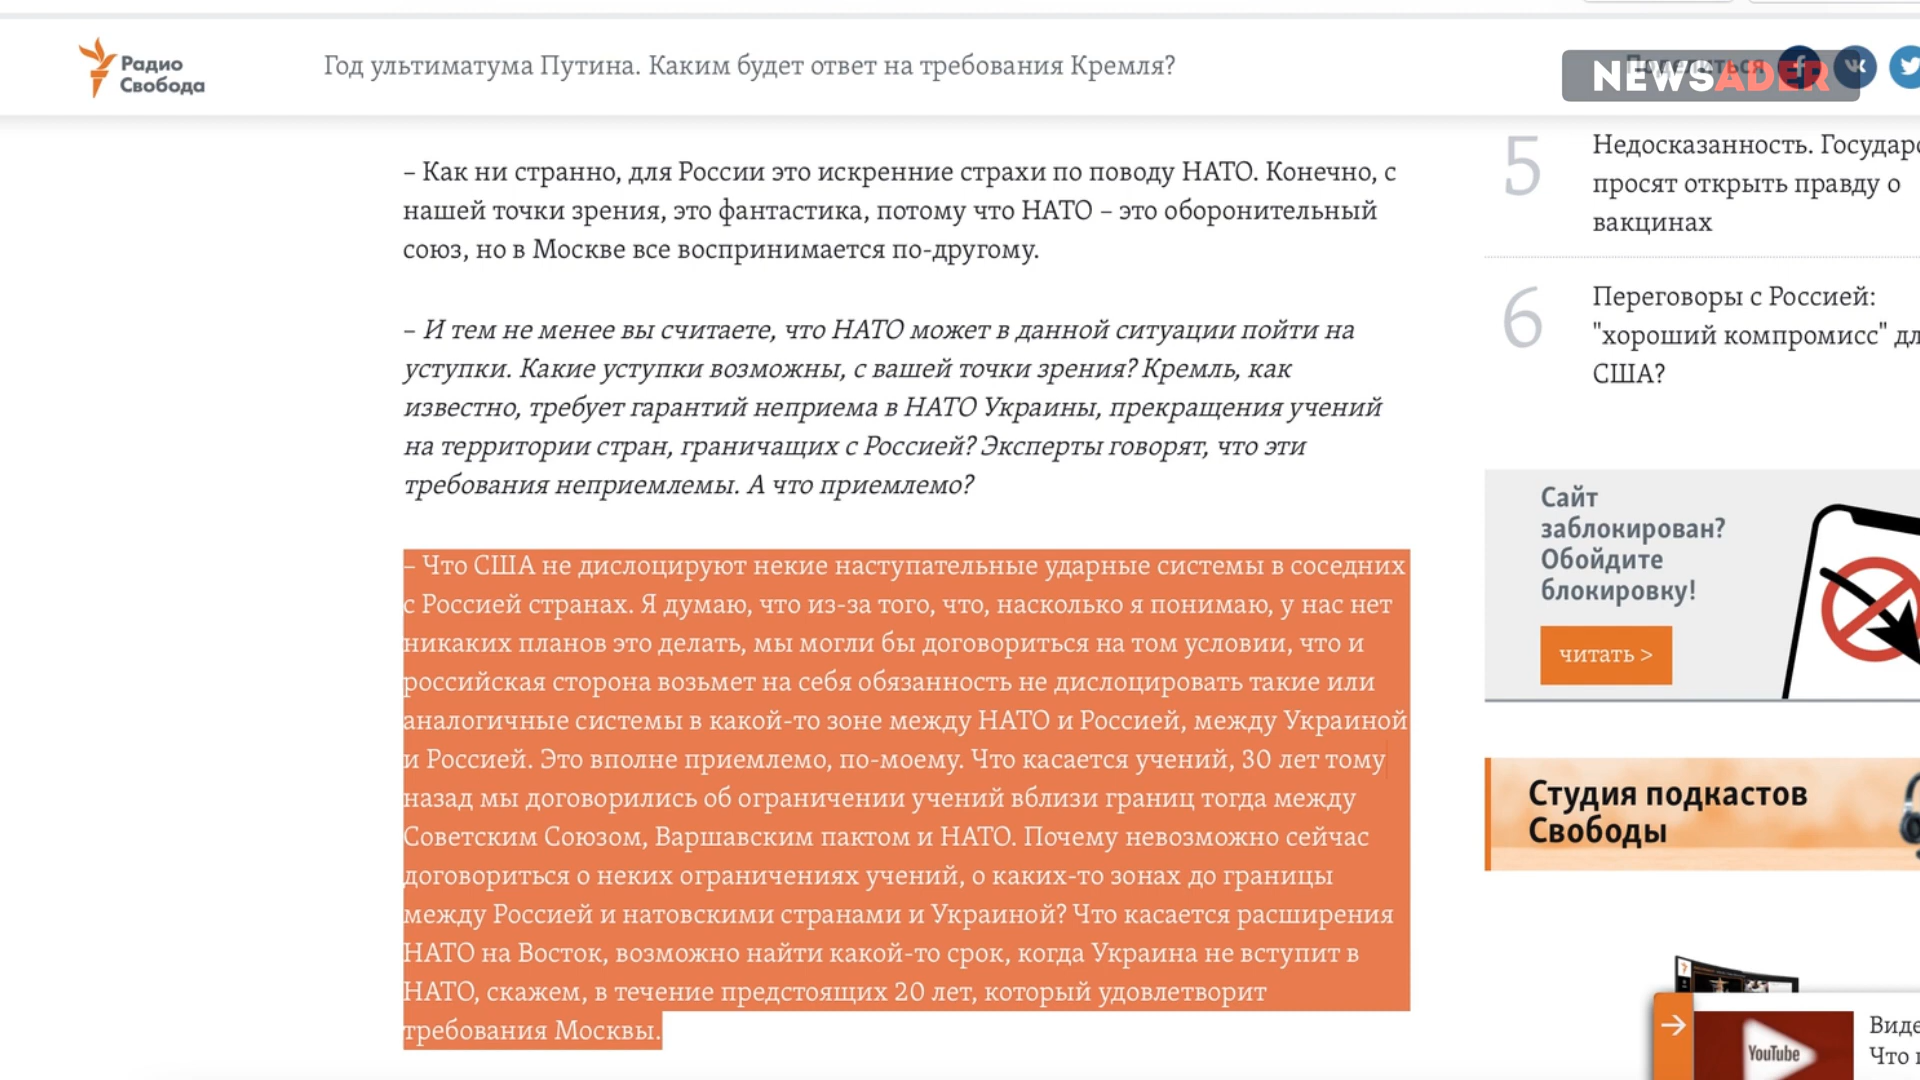 Радио
Свобода
Год ультиматума Путина. Каким будет ответ на требования Кремля?
Поделиться
NEWSADER
– Как ни странно, для России это искренние страхи по поводу НАТО. Конечно, с
нашей точки зрения, это фантастика, потому что НАТО – это оборонительный
союз, но в Москве все воспринимается по-другому.
– И тем не менее вы считаете, что НАТО может в данной ситуации пойти на
уступки. Какие уступки возможны, с вашей точки зрения? Кремль, как
известно, требует гарантий неприема в НАТО Украины, прекращения учений
на территории стран, граничащих с Россией? Эксперты говорят, что эти
требования неприемлемы. А что приемлемо?
– Что США не дислоцируют некие наступательные ударные системы в соседних
с Россией странах. Я думаю, что из-за того, что, насколько я понимаю, у нас нет
никаких планов это делать, мы могли бы договориться на том условии, что и
российская сторона возьмет на себя обязанность не дислоцировать такие или
аналогичные системы в какой-то зоне между НАТО и Россией, между Украиной
и Россией. Это вполне приемлемо, по-моему. Что касается учений, 30 лет тому
назад мы договорились об ограничении учений вблизи границ тогда между
Советским Союзом, Варшавским пактом и НАТО. Почему невозможно сейчас
договориться о неких ограничениях учений, о каких-то зонах до границы
между Россией и натовскими странами и Украиной? Что касается расширения
НАТО на Восток, возможно найти какой-то срок, когда Украина не вступит в
НАТО, скажем, в течение предстоящих 20 лет, который удовлетворит
требования Москвы.
5
Недосказанность.
просят открыть правду о
вакцинах
6
Переговоры с Россией:
"хороший компромисс"
США?
Сайт
заблокирован?
Обойдите
блокировку!
читать >
Студия подкастов
Свободы
YouTube
Что